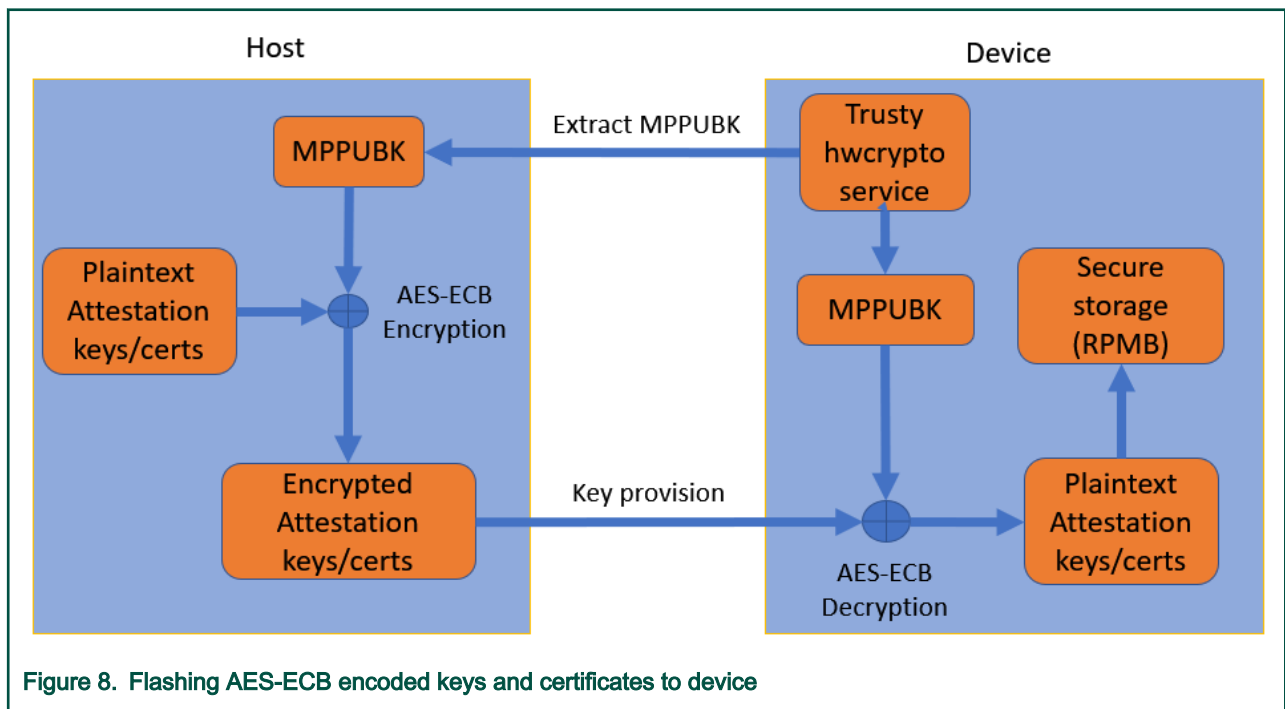 Host
Device
Extract MPPUBK
MPPUBK
Trusty
hwcrypto
service
Plaintext
Attestation
keys/certs
AES-ECB
Encryption
MPPUBK
Secure
storage
(RPMB)
Encrypted
Attestation
keys/certs
Key provision
AES-ECB
Decryption
Plaintext
Attestation
keys/certs
Figure 8. Flashing AES-ECB encoded keys and certificates to device